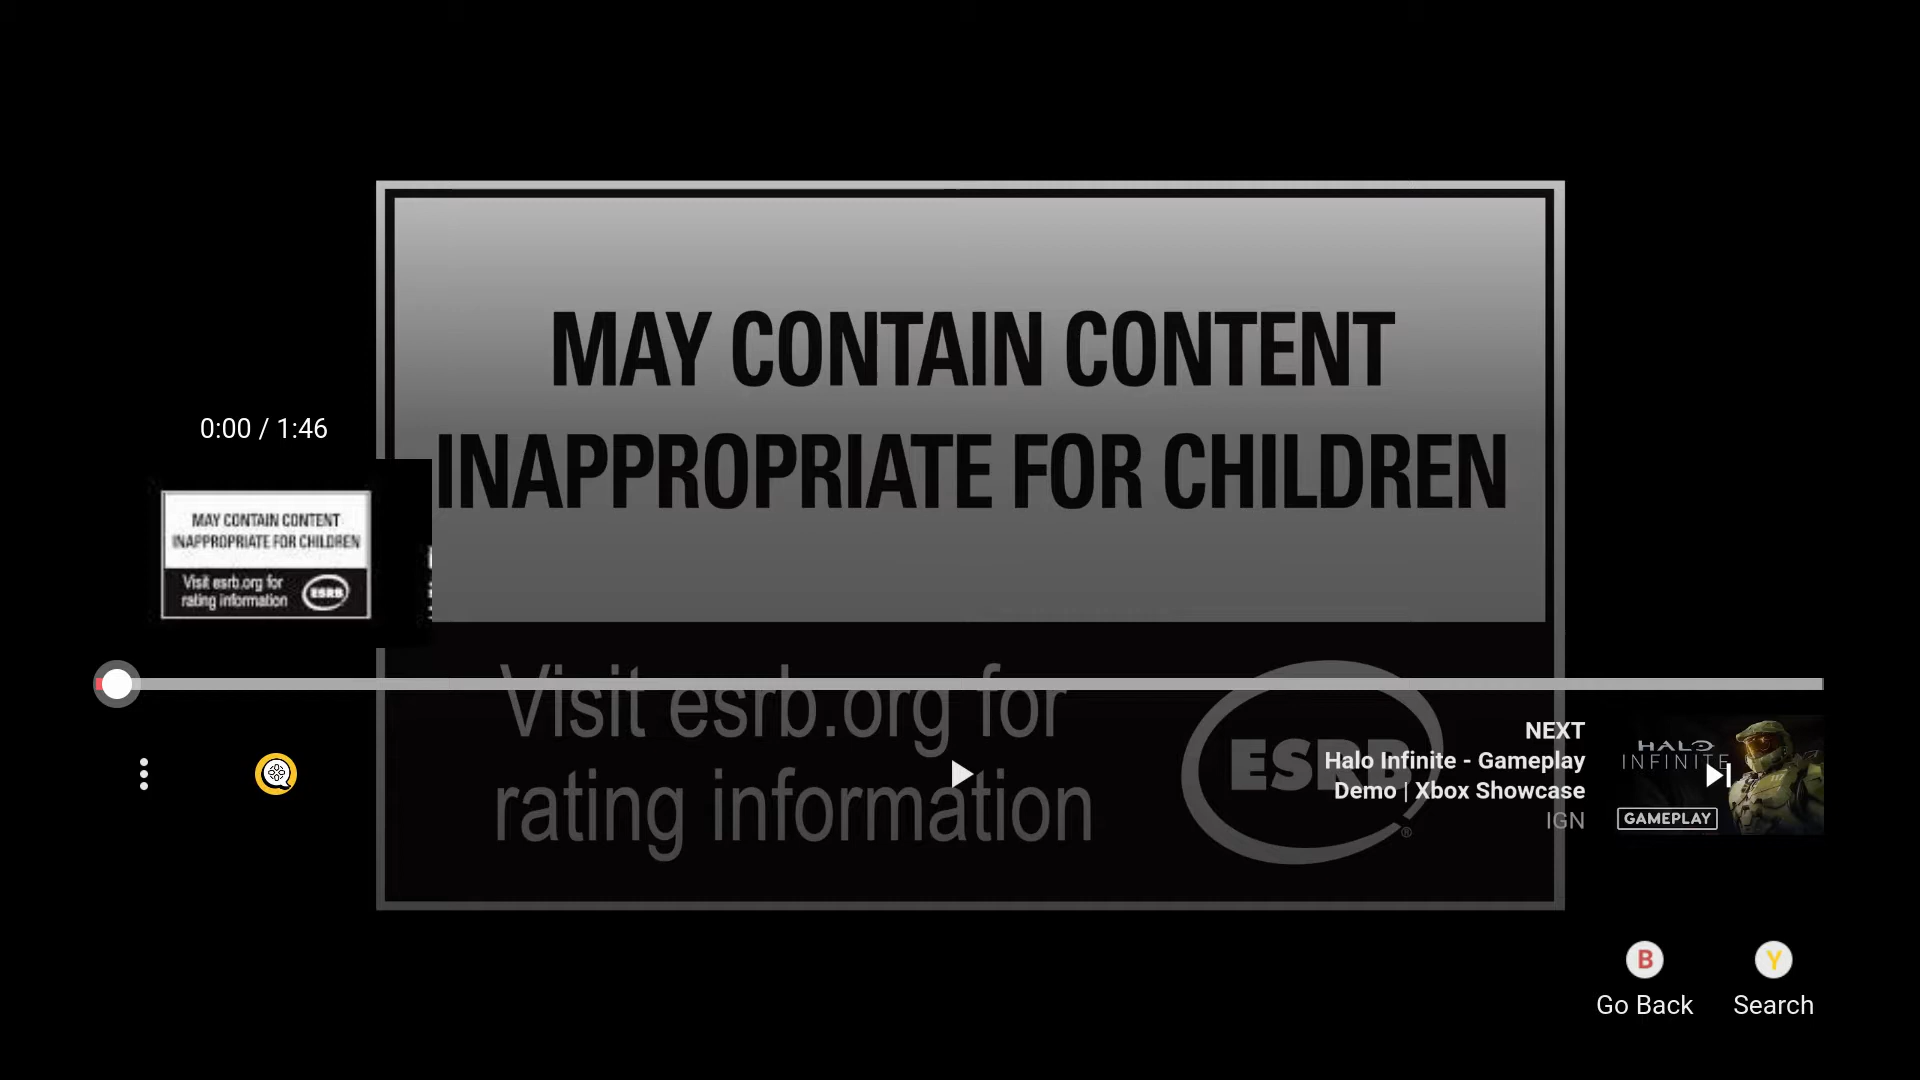 MAY CONTAIN CONTENT
INAPPROPRIATE FOR CHILDREN
0:00 / 1:46
MAY CONTAIN CONTENT
INAPPROPRIATE FOR CHILDREN
Visit esrb.org for
rating information
ESRB
Visit esrb.org for
rating information
ESRB
®
NEXT
Halo Infinite - Gameplay
Demo | Xbox Showcase
IGN
HALO
INFINITE
GAMEPLAY
B
Go Back
Y
Search